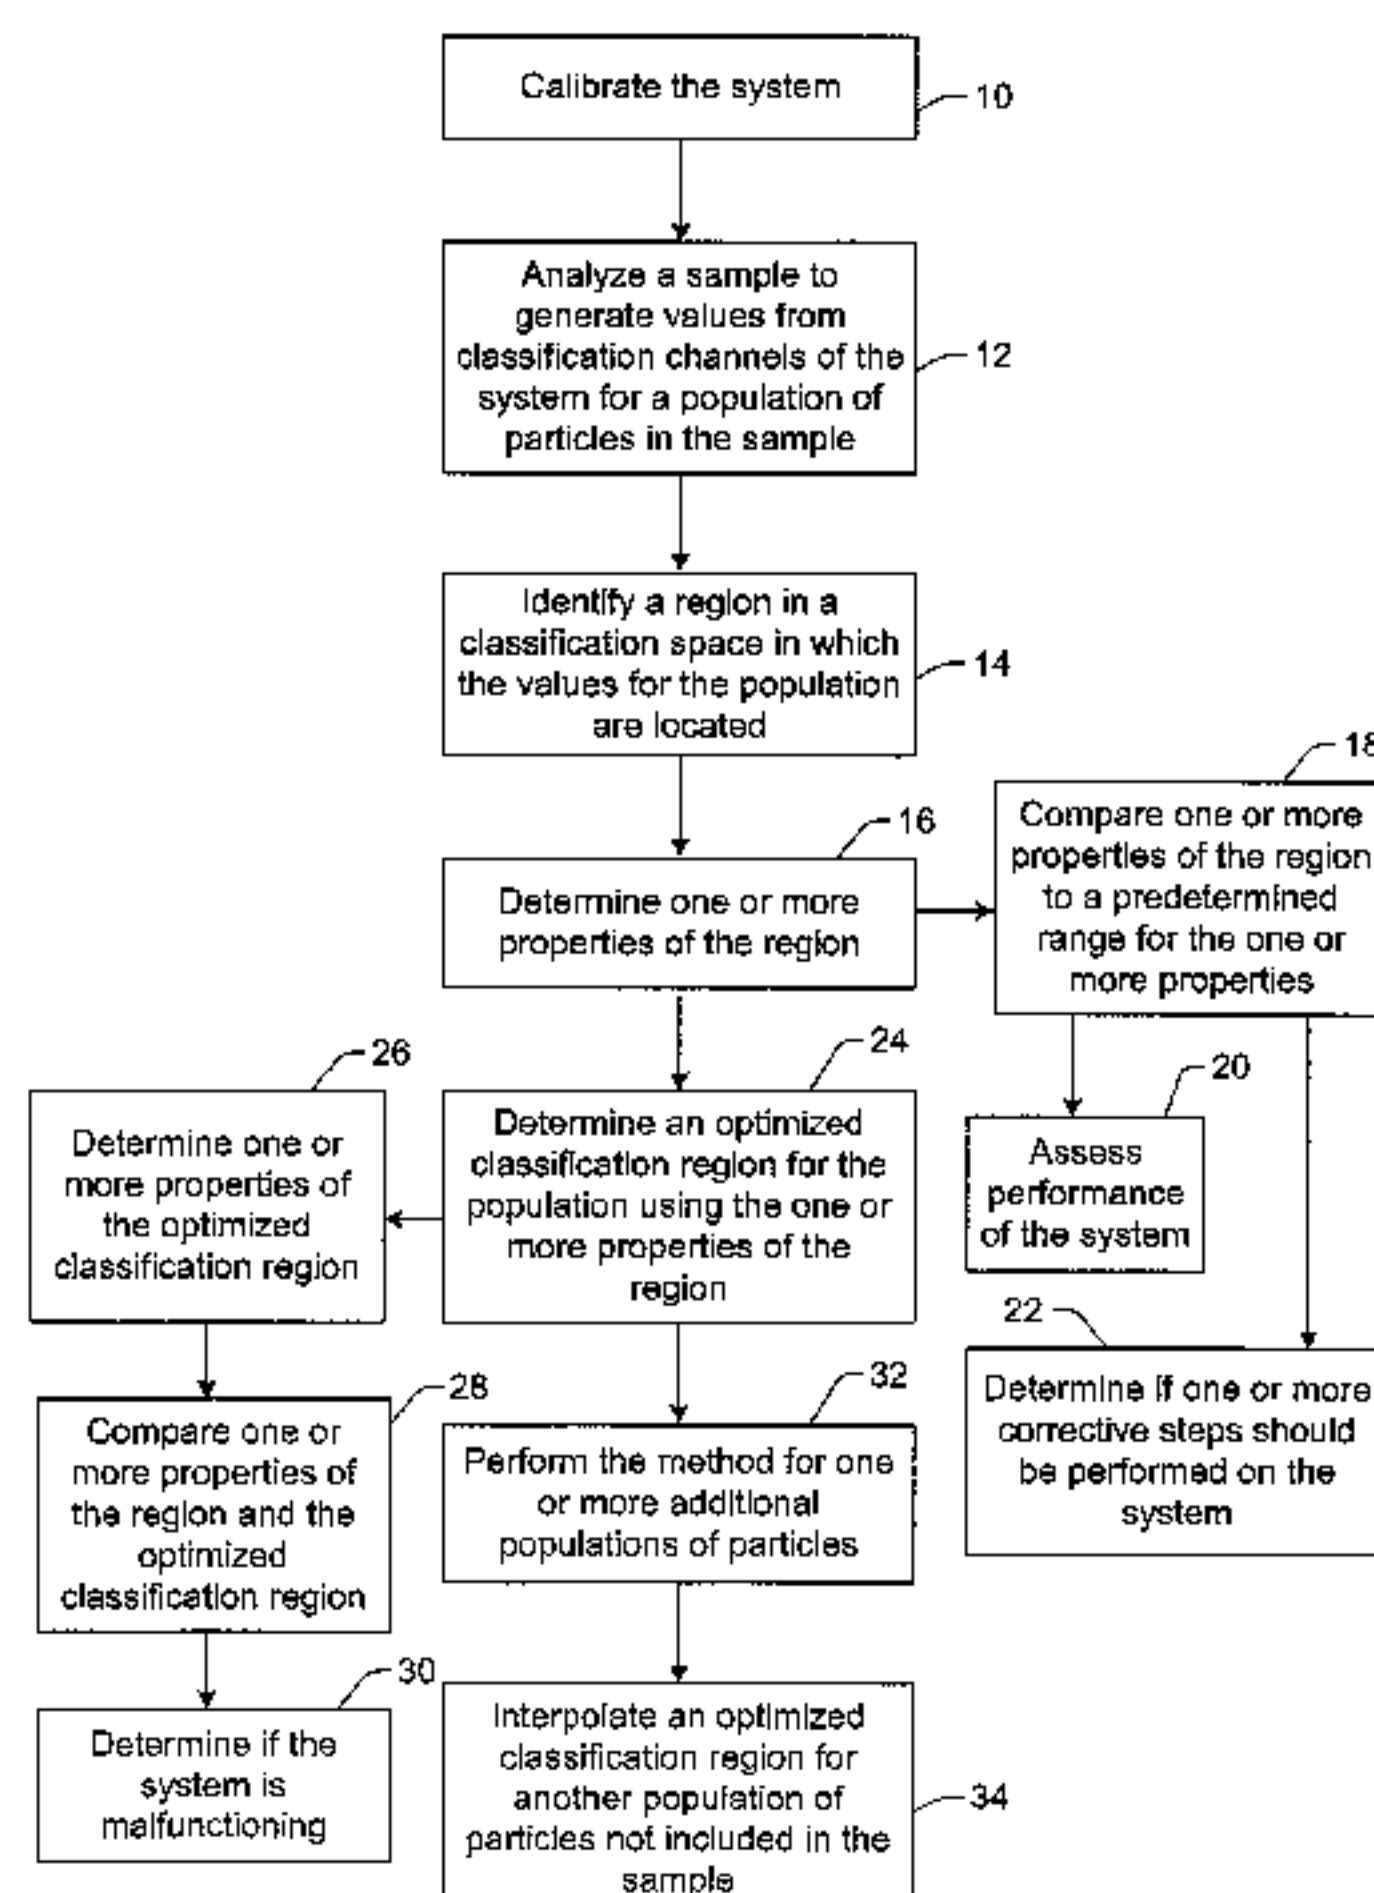 Calibrate the system
10
Analyze a sample to
generate values from
classification channels of the
system for a population of
particles in the sample
12
Identify a region in a
classification space in which
the values for the population
are located
14
16
Determine one or more
properties of the region
18
Compare one or more
properties of the region
to a predetermined
range for the one or
more properties
20
Assess
performance
of the system
22
Determine if one or more
corrective steps should
be performed on the
system
24
Determine an optimized
classification region for the
population using the one or
more properties of the
region
26
Determine one or
more properties of
the optimized
classification region
28
Compare one or
more properties of
the region and the
optimized
classification region
30
Determine if the
system is
malfunctioning
32
Perform the method for one
or more additional
populations of particles
34
Interpolate an optimized
classification region for
another population of
particles not included in the
sample